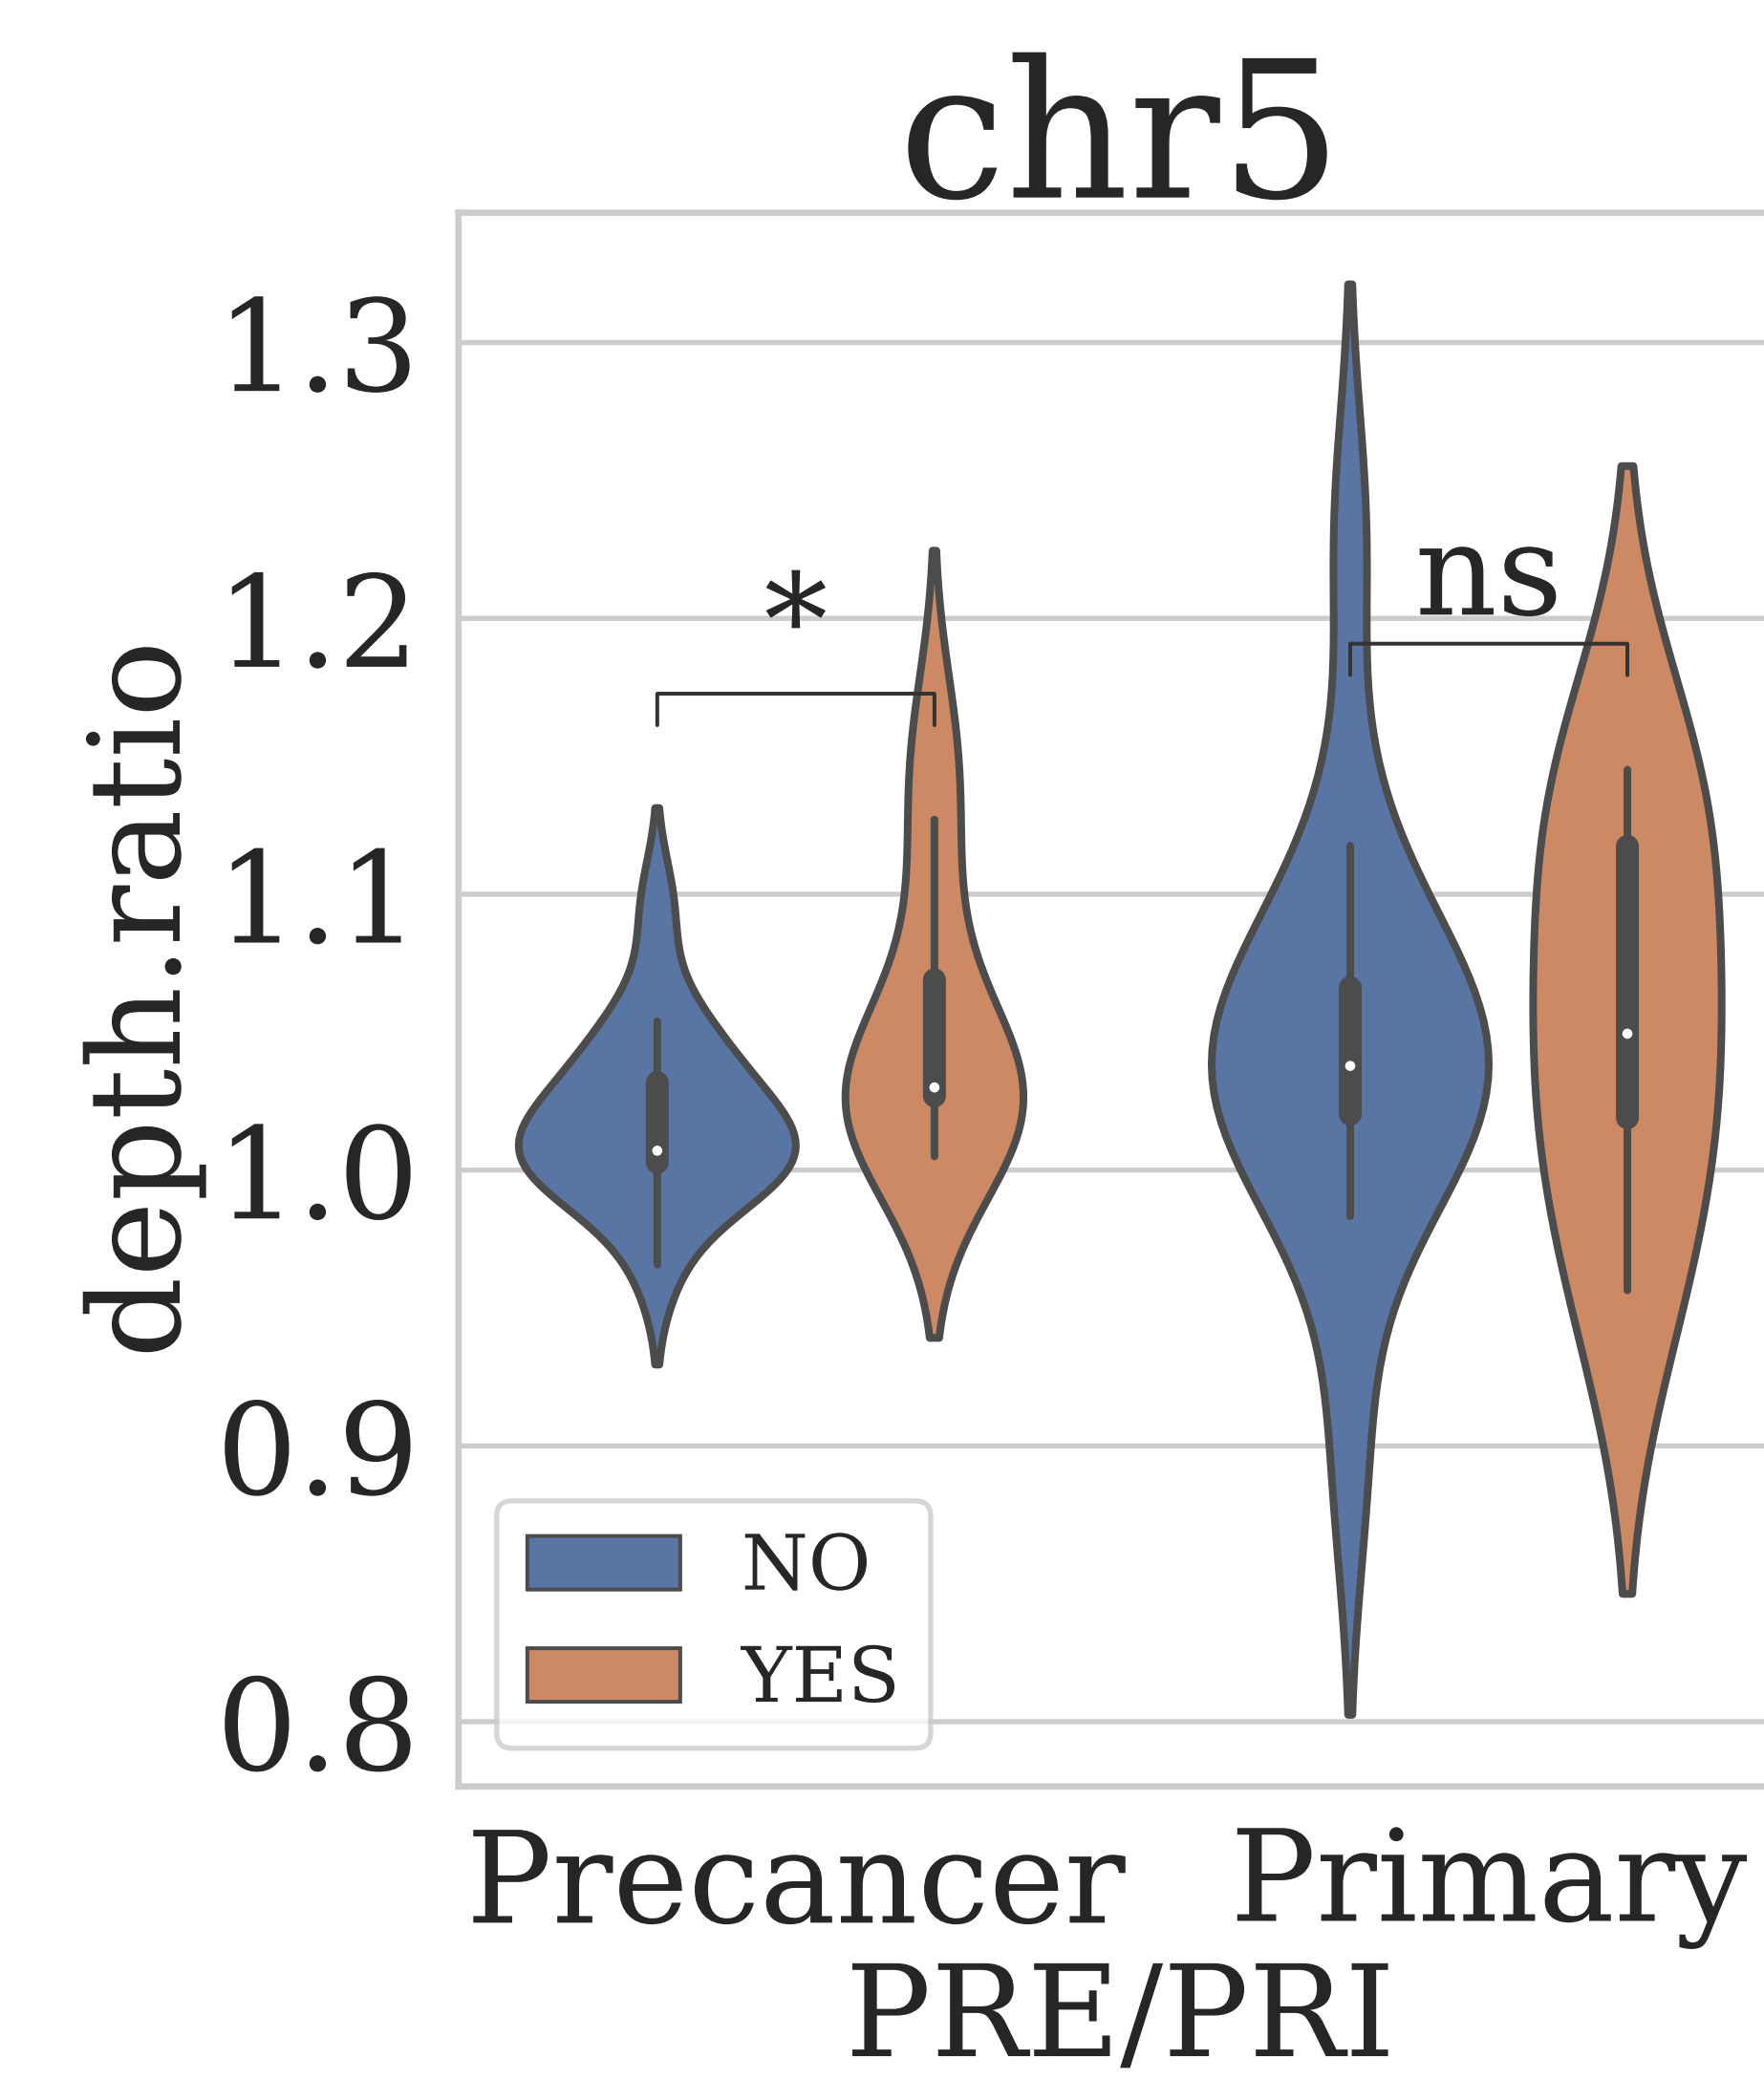 chr5
1.3
1.2
1.1
1.0
0.9
0.8
depth.ratio
*
ns
NO
YES
Precancer Primary
PRE/PRI